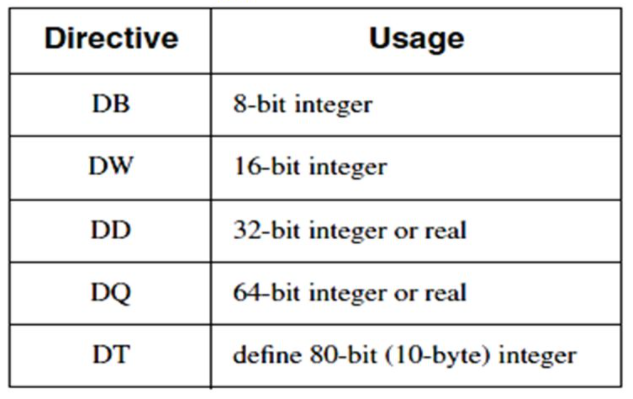 Directive Usage
DB 8-bit integer
DW 16-bit integer
DD 32-bit integer or real
DQ 64-bit integer or real
DT define 80-bit (10-byte) integer